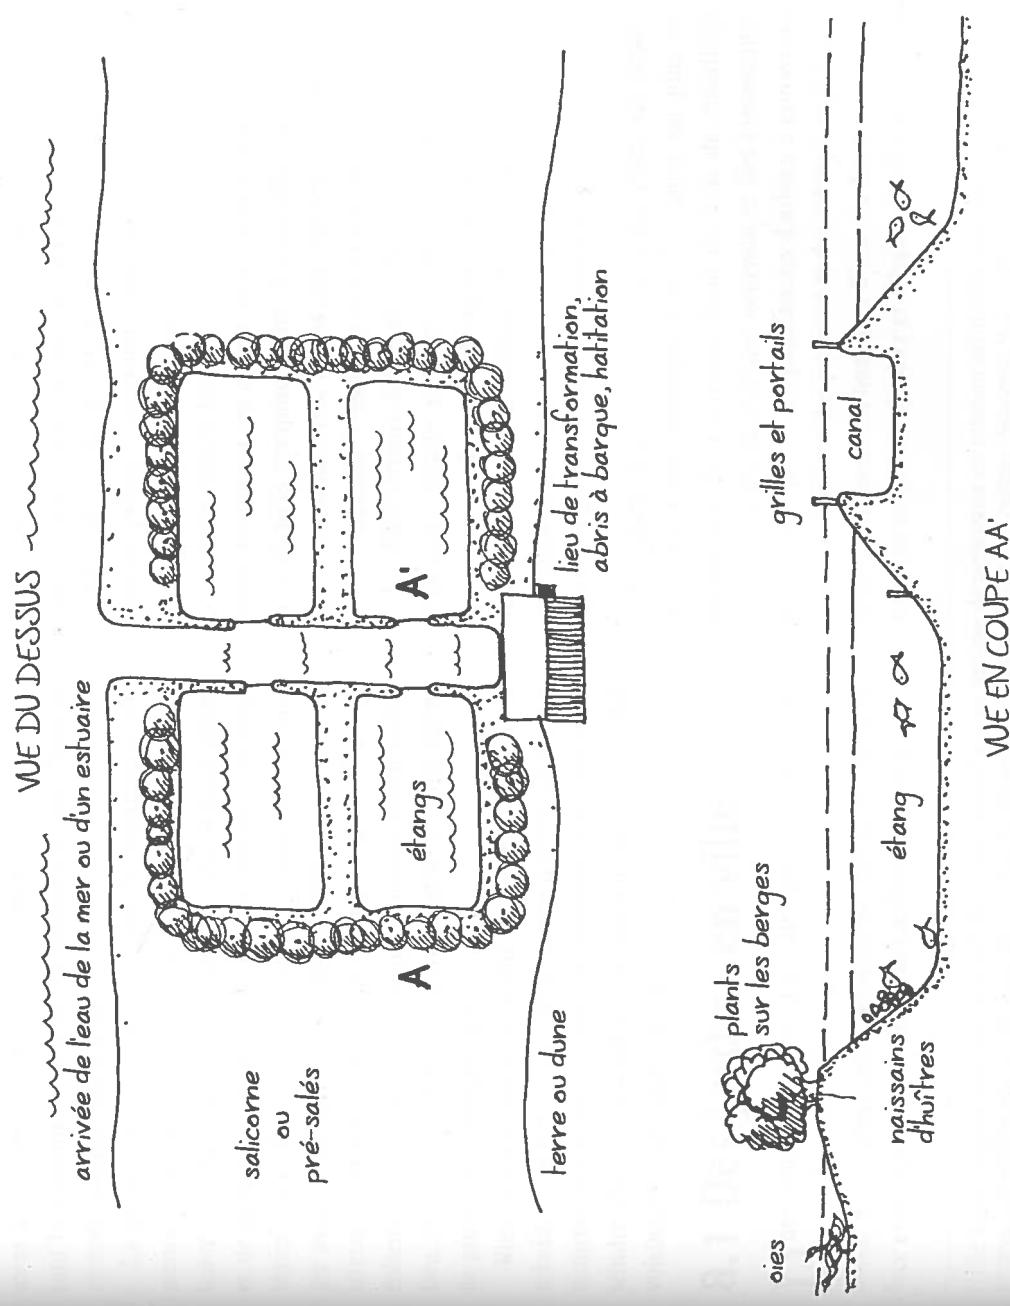 VUE DU DESSUS
arrivée de l'eau de la mer ou d'un estuaire
salicorne
ou
pré-salés
A
A'
étangs
terre ou dune
lieu de transformation,
abris à barque, habitation
oies
plants
sur les berges
naissains
d'huîtres
étang
grilles et portails
canal
VUE EN COUPE AA'